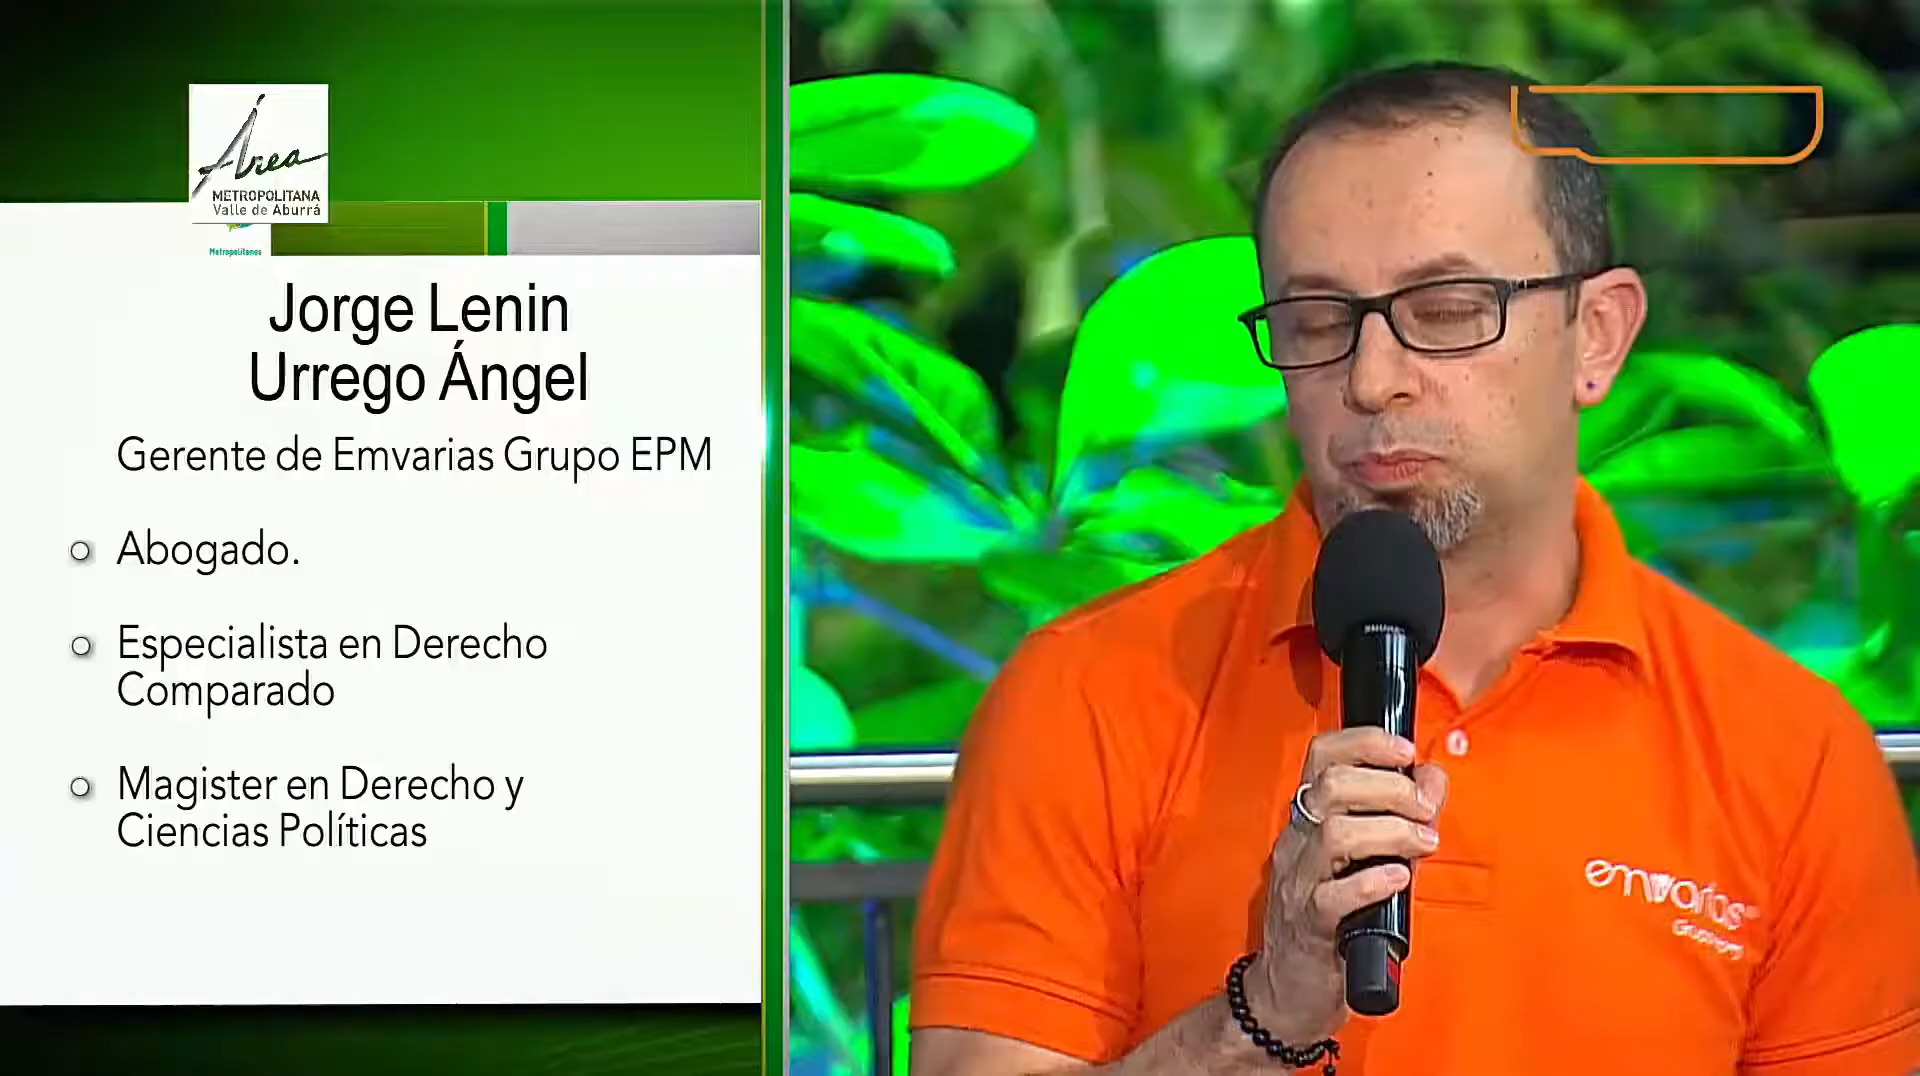 Área
METROPOLITANA
Valle de Aburrá
Metropolitanos
Jorge Lenin
Urrego Ángel
Gerente de Emvarias Grupo EPM
Abogado.
Especialista en Derecho
Comparado
Magister en Derecho y
Ciencias Políticas
emvarias